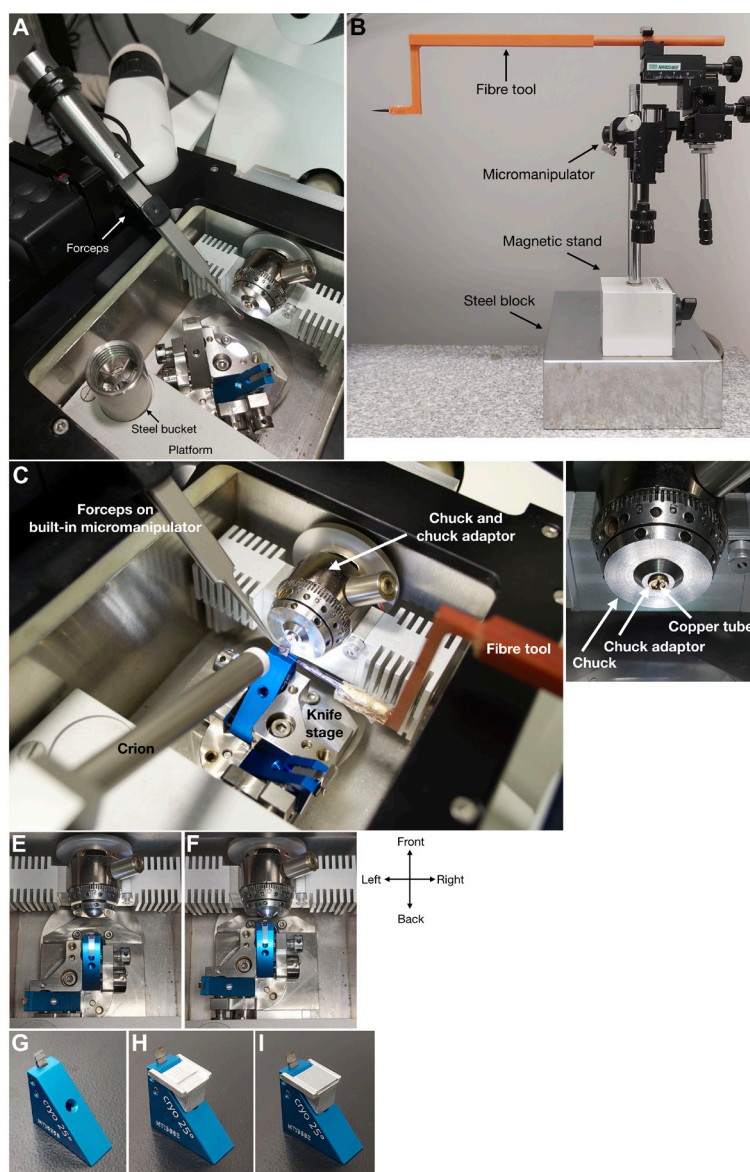 A
Forceps
Steel bucket
Platform
B
Fibre tool
Micromanipulator
Magnetic stand
Steel block
C
Forceps on
built-in micromanipulator
Chuck and
chuck adaptor
Fibre tool
Knife
stage
Crion
Copper tube
Chuck adaptor
Chuck
E
F
Front
Left
Right
Back
G
cryo 25°
H
cryo 25°
I
cryo 25°